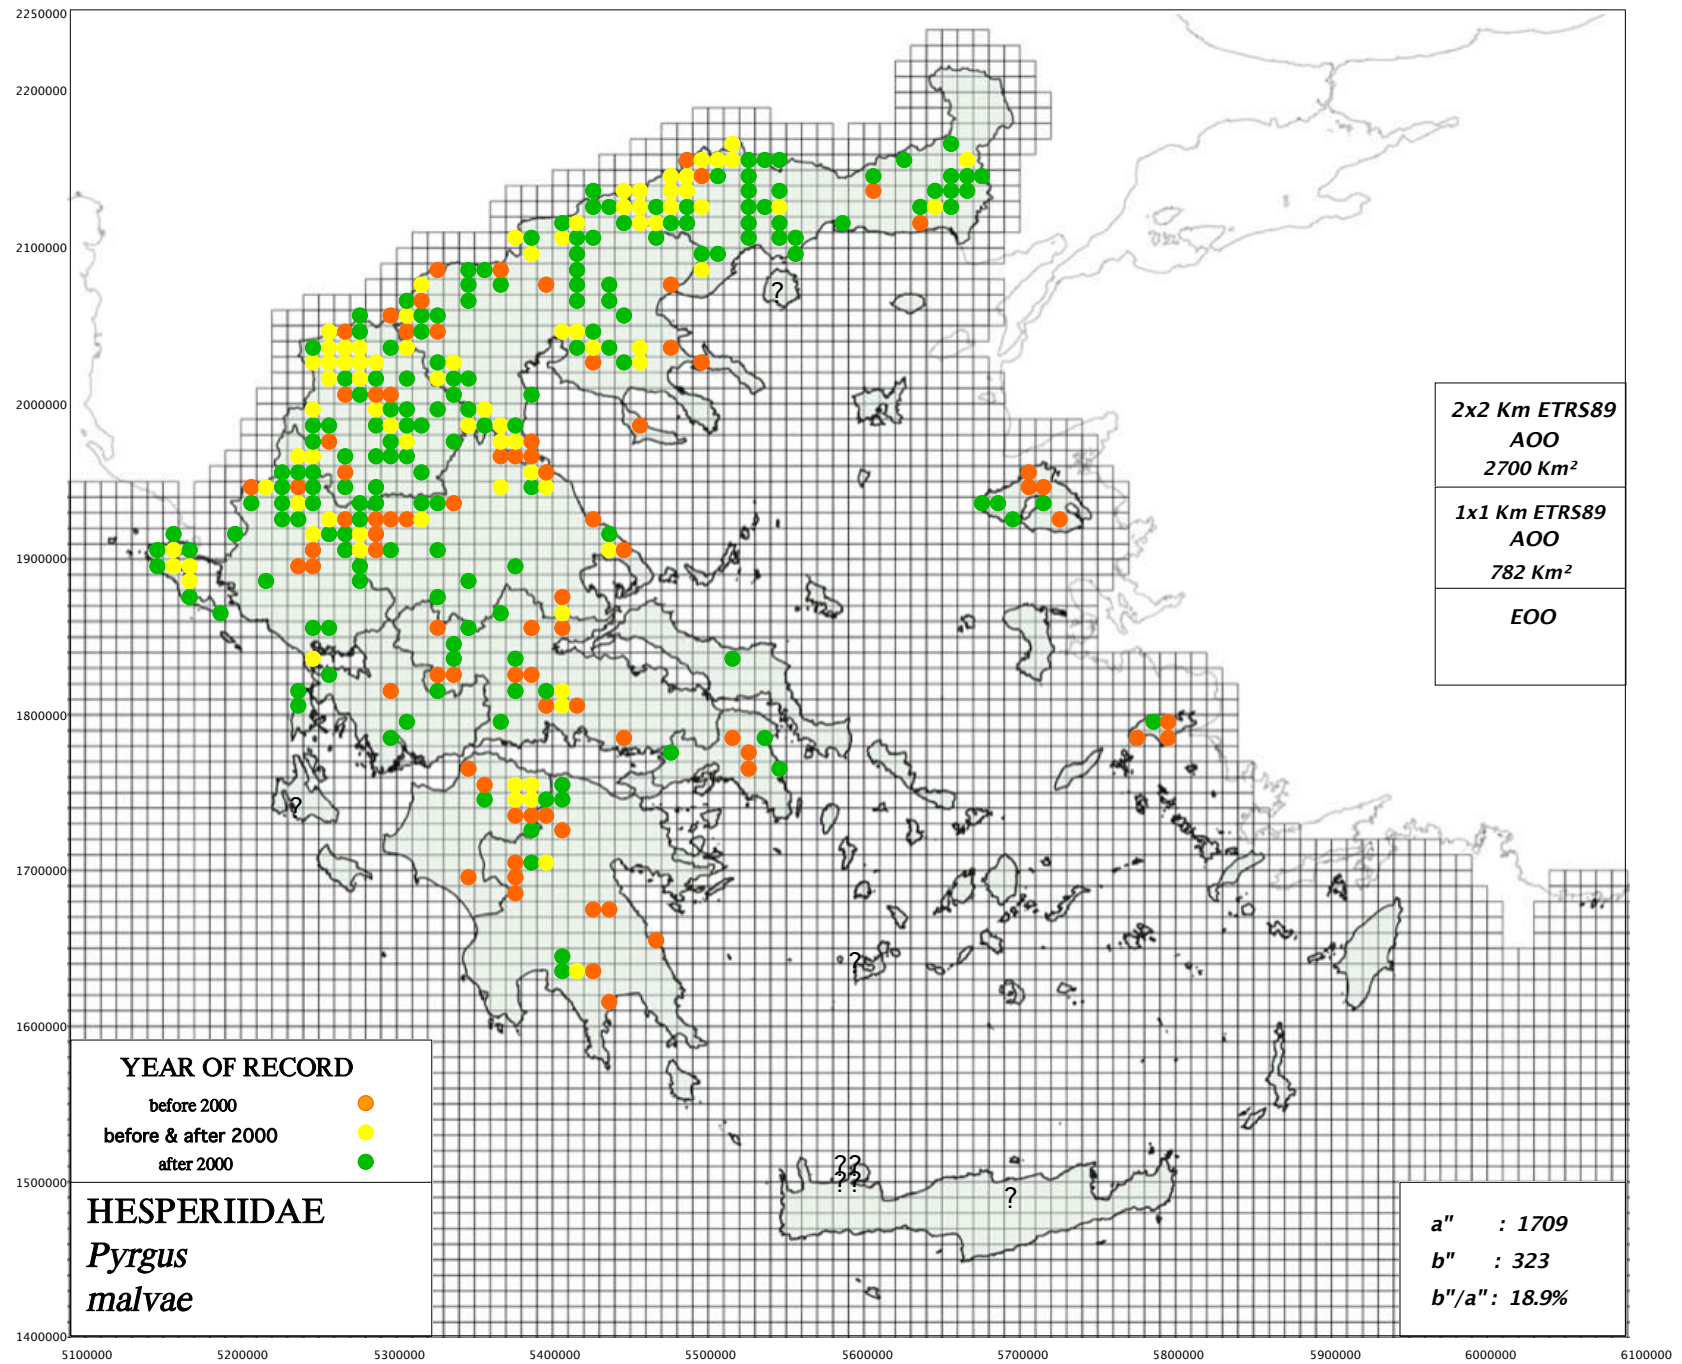 2250000
2200000
2100000
2000000
1900000
1800000
1700000
1600000
1500000
1400000
?
?
?
??
??
?
2x2 Km ETRS89
AOO
2700 Km²
1x1 Km ETRS89
AOO
782 Km²
EOO
YEAR OF RECORD
before 2000
before & after 2000
after 2000
HESPERIIDAE
Pyrgus
malvae
a" : 1709
b" : 323
b"/a" : 18.9%
5100000 5200000 5300000 5400000 5500000 5600000 5700000 5800000 5900000 6000000 6100000